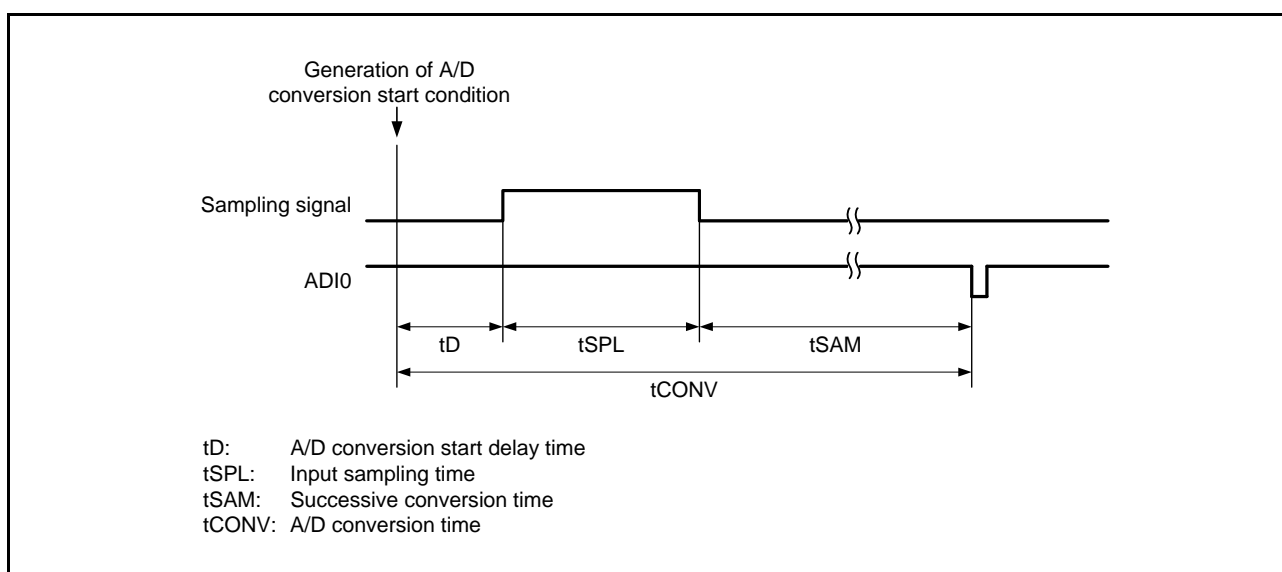 Generation of A/D
conversion start condition
Sampling signal
ADI0
tD
tSPL
tSAM
tCONV
tD: A/D conversion start delay time
tSPL: Input sampling time
tSAM: Successive conversion time
tCONV: A/D conversion time